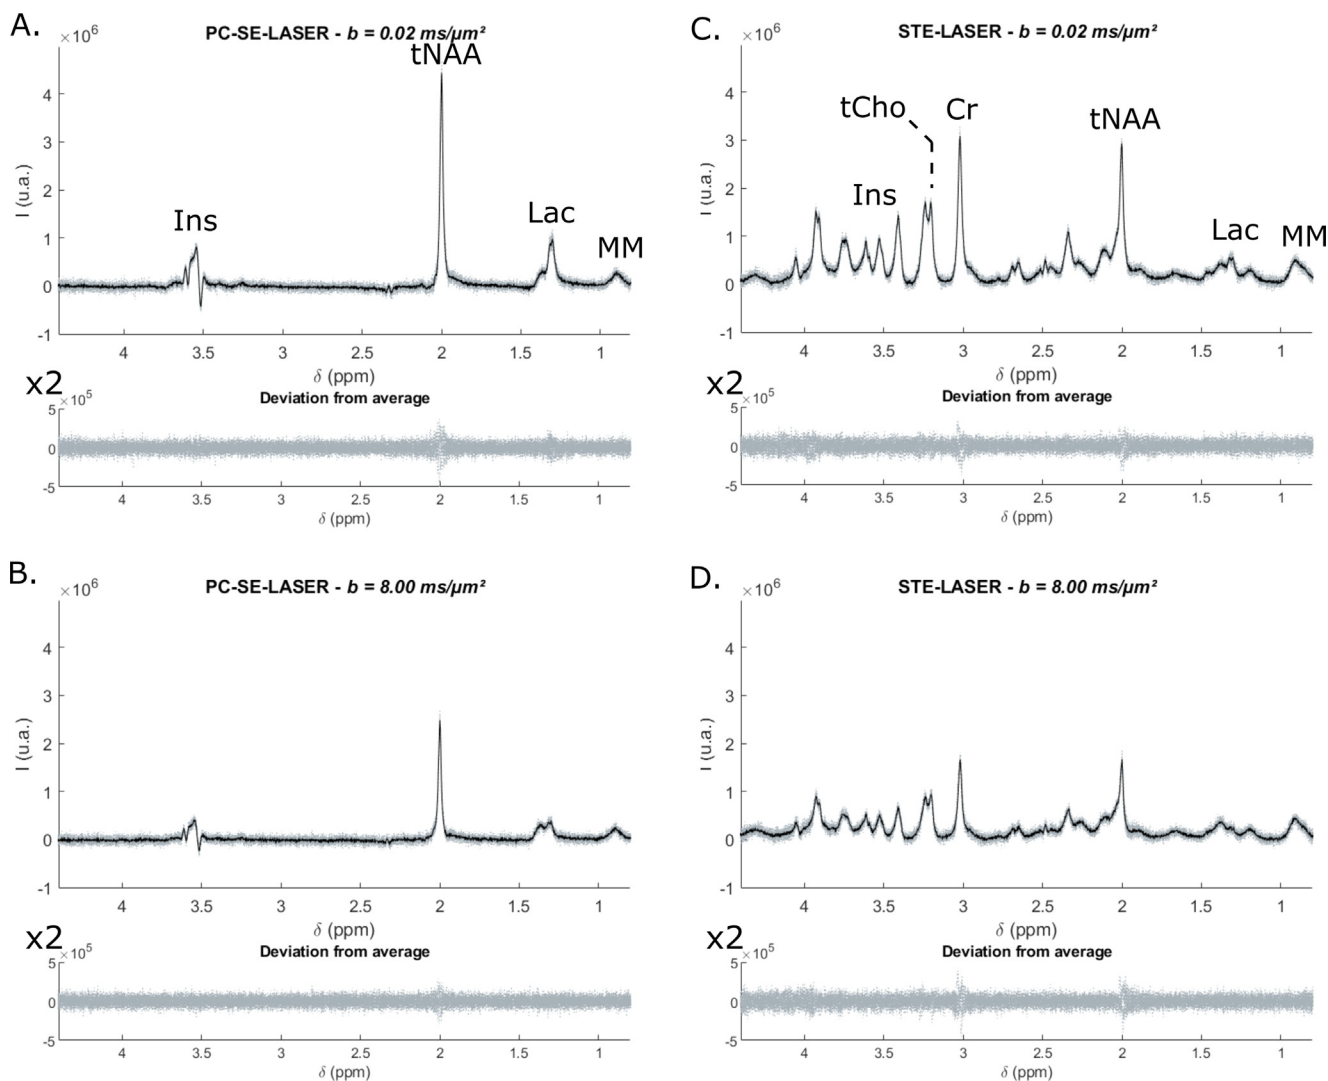 A.
×10⁶
PC-SE-LASER - b = 0.02 ms/µm²
tNAA
Ins
Lac
MM
I (u.a.)
4
3
2
1
0
-1
4 3.5 3 2.5 2 1.5 1
δ (ppm)
x2
×10⁵
Deviation from average
5
0
-5
4 3.5 3 2.5 2 1.5 1
δ (ppm)
C.
×10⁶
STE-LASER - b = 0.02 ms/µm²
tCho
Cr
tNAA
Ins
Lac
MM
I (u.a.)
4
3
2
1
0
-1
4 3.5 3 2.5 2 1.5 1
δ (ppm)
x2
×10⁵
Deviation from average
5
0
-5
4 3.5 3 2.5 2 1.5 1
δ (ppm)
B.
×10⁶
PC-SE-LASER - b = 8.00 ms/µm²
I (u.a.)
4
3
2
1
0
-1
4 3.5 3 2.5 2 1.5 1
δ (ppm)
x2
×10⁵
Deviation from average
5
0
-5
4 3.5 3 2.5 2 1.5 1
δ (ppm)
D.
×10⁶
STE-LASER - b = 8.00 ms/µm²
I (u.a.)
4
3
2
1
0
-1
4 3.5 3 2.5 2 1.5 1
δ (ppm)
x2
×10⁵
Deviation from average
5
0
-5
4 3.5 3 2.5 2 1.5 1
δ (ppm)